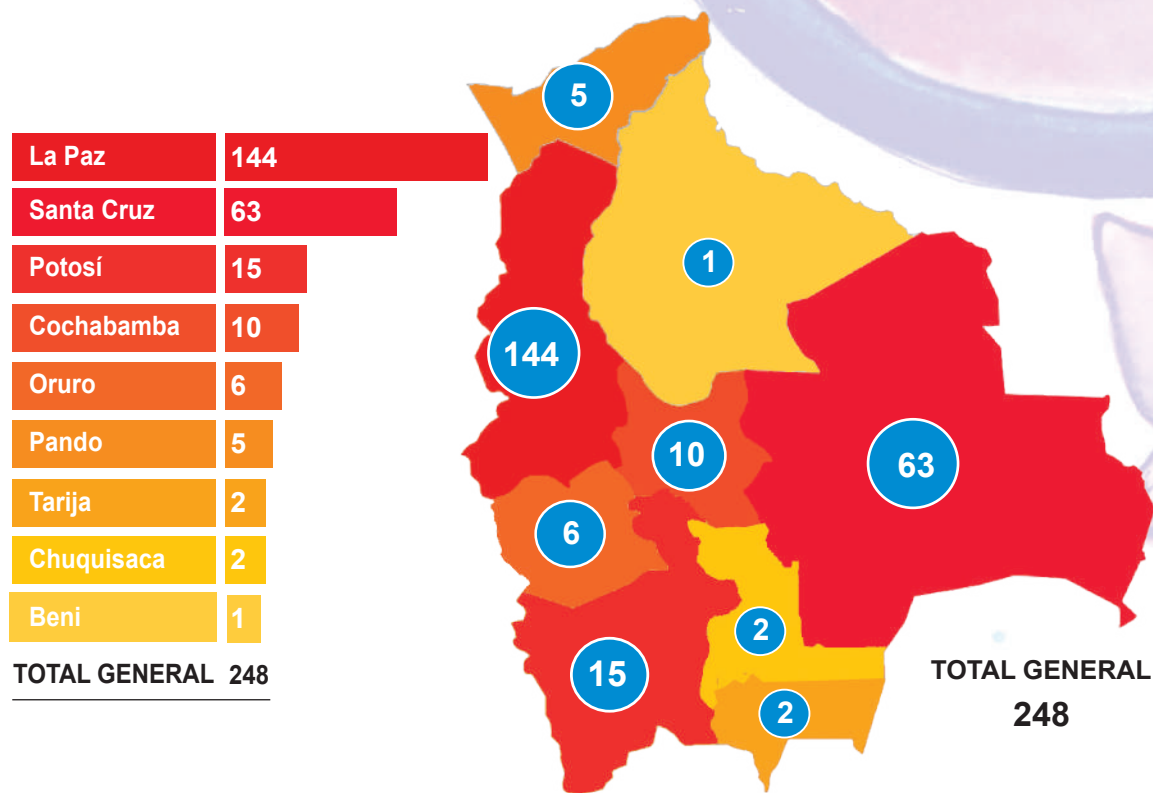 La Paz 144
Santa Cruz 63
Potosí 15
Cochabamba 10
Oruro 6
Pando 5
Tarija 2
Chuquisaca 2
Beni 1
TOTAL GENERAL 248
5
1
144
10
63
6
2
15
2
TOTAL GENERAL
248